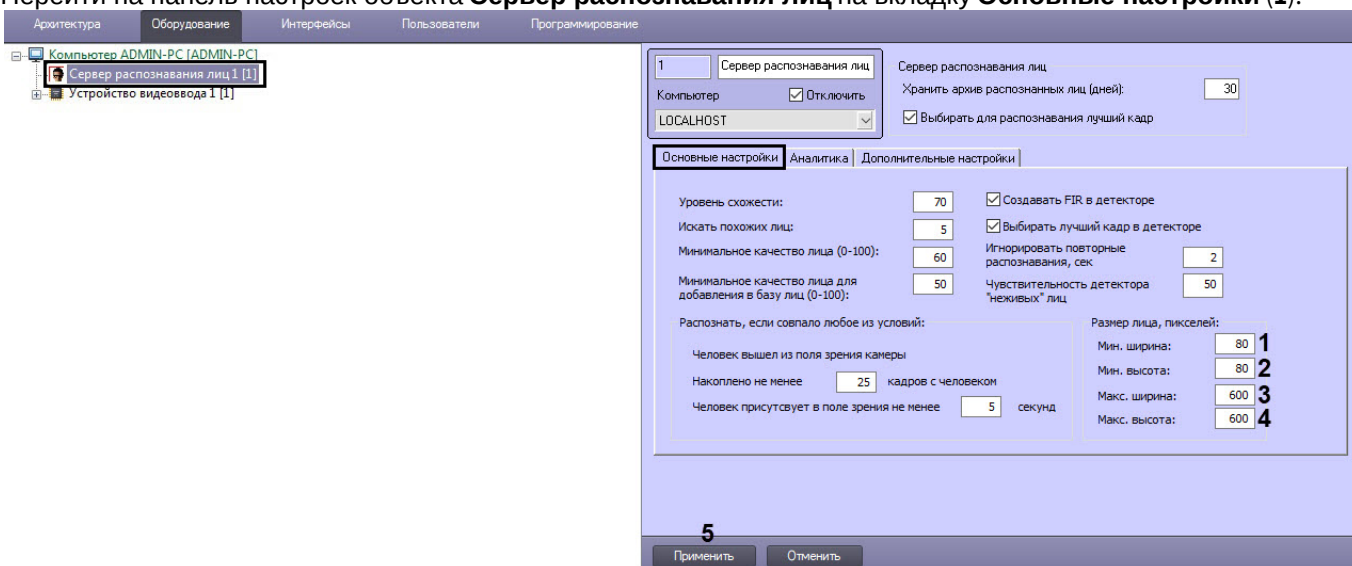 Перейти на панель настроек объекта Сервер распознавания лиц на вкладку Основные настройки (1).
Архитектура Оборудование Интерфейсы Пользователи Программирование
Компьютер ADMIN-PC [ADMIN-PC]
Сервер распознавания лиц 1 [1]
Устройство видеоввода 1 [1]
1 Сервер распознавания лиц
Компьютер Отключить
LOCALHOST
Сервер распознавания лиц
Хранить архив распознанных лиц (дней): 30
Выбирать для распознавания лучший кадр
Основные настройки Аналитика Дополнительные настройки
Уровень схожести: 70
Искать похожих лиц: 5
Минимальное качество лица (0-100): 60
Минимальное качество лица для
добавления в базу лиц (0-100): 50
Создавать FIR в детекторе
Выбирать лучший кадр в детекторе
Игнорировать повторные
распознавания, сек 2
Чувствительность детектора
"неживых" лиц 50
Распознать, если совпало любое из условий:
Человек вышел из поля зрения камеры
Накоплено не менее 25 кадров с человеком
Человек присутсвует в поле зрения не менее 5 секунд
Размер лица, пикселей:
Мин. ширина: 80 1
Мин. высота: 80 2
Макс. ширина: 600 3
Макс. высота: 600 4
5
Применить Отменить